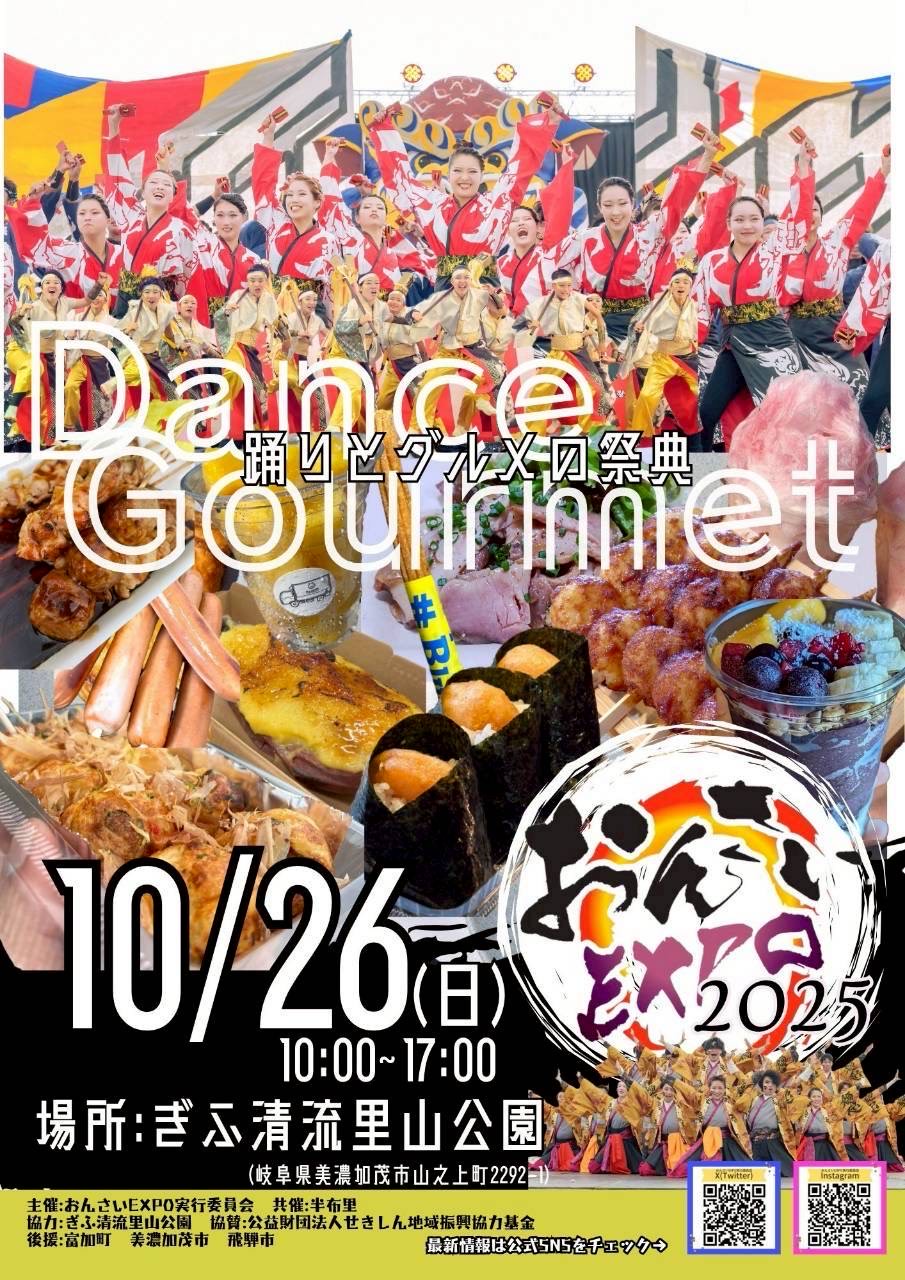 Dance
踊りとグルメの祭典
Gourmet
おんさい
EXPO
2025
10/26(日)
10:00~17:00
場所:ぎふ清流里山公園
(岐阜県美濃加茂市山之上町2292-1)
主催:おんさいEXPO実行委員会 共催:半布里
協力:ぎふ清流里山公園 協賛:公益財団法人せきしん地域振興協力基金
後援:富加町 美濃加茂市 飛騨市
最新情報は公式SNSをチェック→
X(Twitter)
Instagram